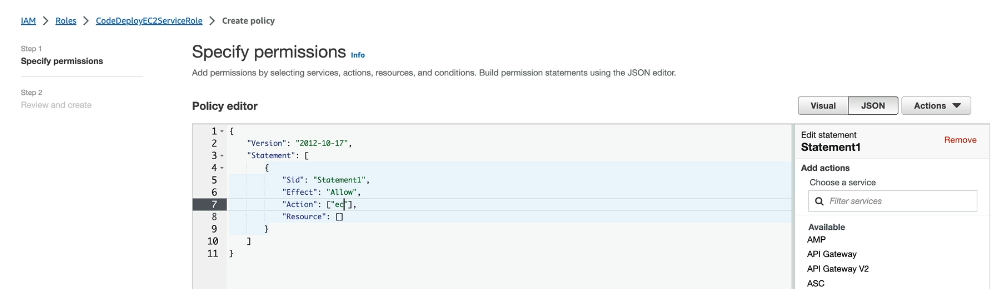 IAM > Roles > CodeDeployEC2ServiceRole > Create policy
Step 1
Specify permissions
Step 2
Review and create
Specify permissions Info
Add permissions by selecting services, actions, resources, and conditions. Build permission statements using the JSON editor.
Policy editor
Visual JSON Actions
1 {
2 "Version": "2012-10-17",
3 "Statement": [
4 {
5 "Sid": "Statement1",
6 "Effect": "Allow",
7 "Action": ["ec"],
8 "Resource": []
9 }
10 ]
11 }
Edit statement
Statement1 Remove
Add actions
Choose a service
Filter services
Available
AMP
API Gateway
API Gateway V2
ASC